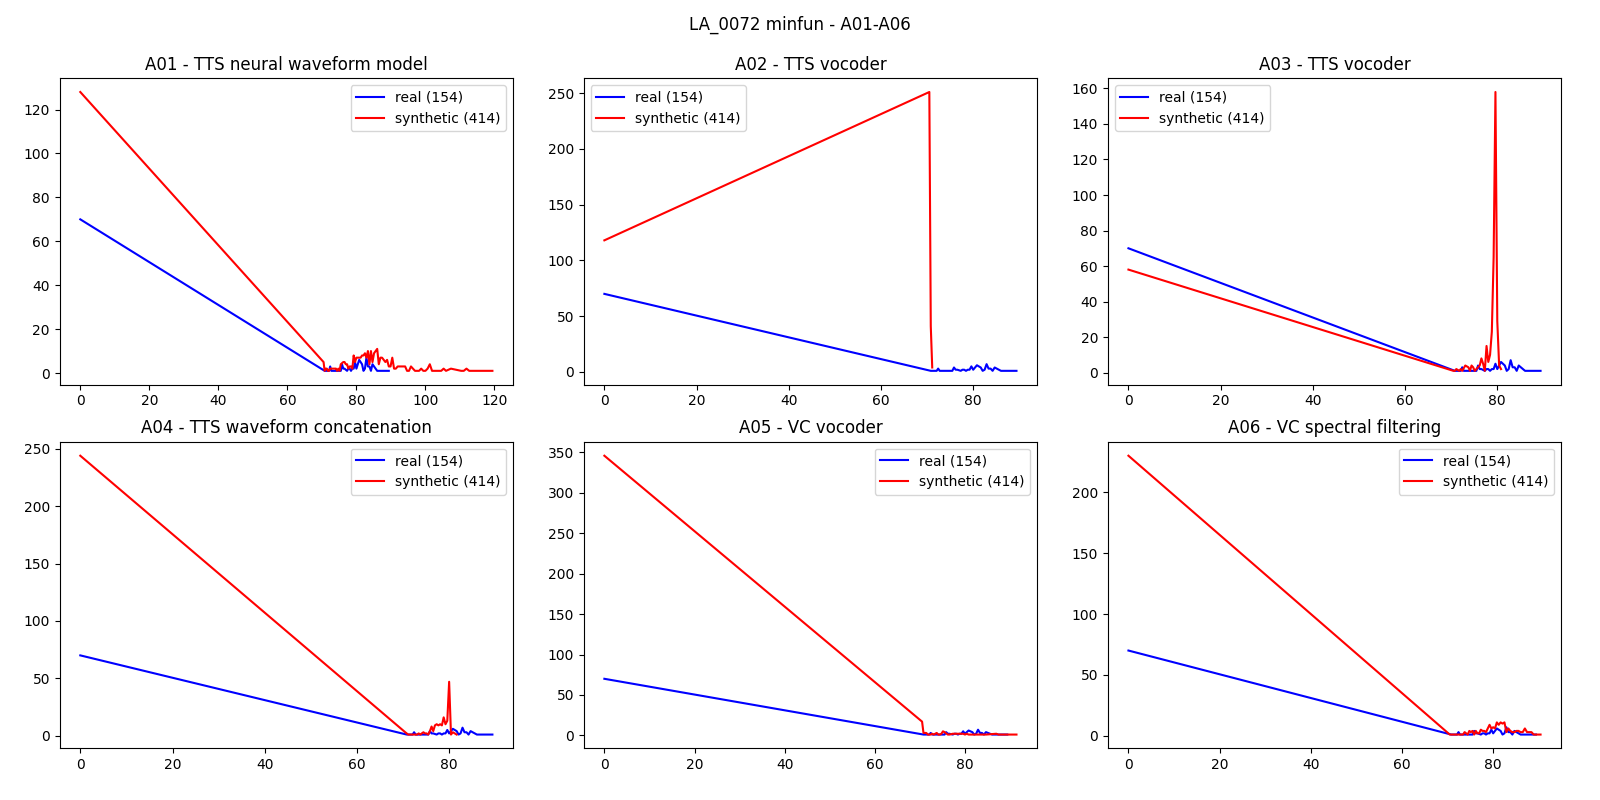 LA_0072 minfun - A01-A06
A01 - TTS neural waveform model
real (154)
synthetic (414)
120
100
80
60
40
20
0
0 20 40 60 80 100 120
A02 - TTS vocoder
real (154)
synthetic (414)
250
200
150
100
50
0
0 20 40 60 80
A03 - TTS vocoder
real (154)
synthetic (414)
160
140
120
100
80
60
40
20
0
0 20 40 60 80
A04 - TTS waveform concatenation
real (154)
synthetic (414)
250
200
150
100
50
0
0 20 40 60 80
A05 - VC vocoder
real (154)
synthetic (414)
350
300
250
200
150
100
50
0
0 20 40 60 80
A06 - VC spectral filtering
real (154)
synthetic (414)
200
150
100
50
0
0 20 40 60 80